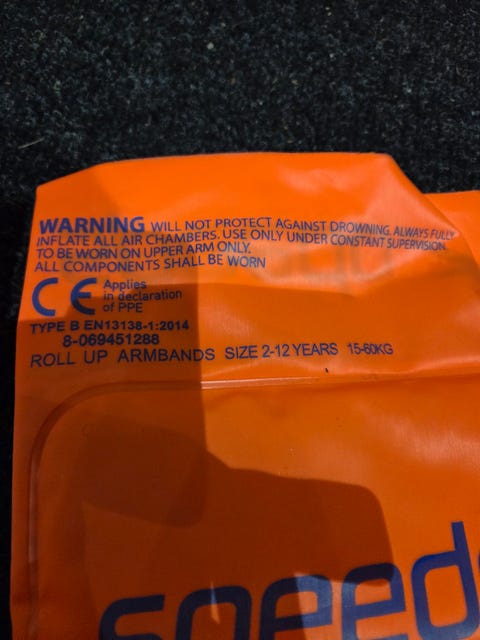 WARNING WILL NOT PROTECT AGAINST DROWNING. ALWAYS FULLY
INFLATE ALL AIR CHAMBERS. USE ONLY UNDER CONSTANT SUPERVISION.
TO BE WORN ON UPPER ARM ONLY.
ALL COMPONENTS SHALL BE WORN
CE Applies
in declaration
of PPE
TYPE B EN13138-1:2014
8-069451288
ROLL UP ARMBANDS SIZE 2-12 YEARS 15-60KG
speed